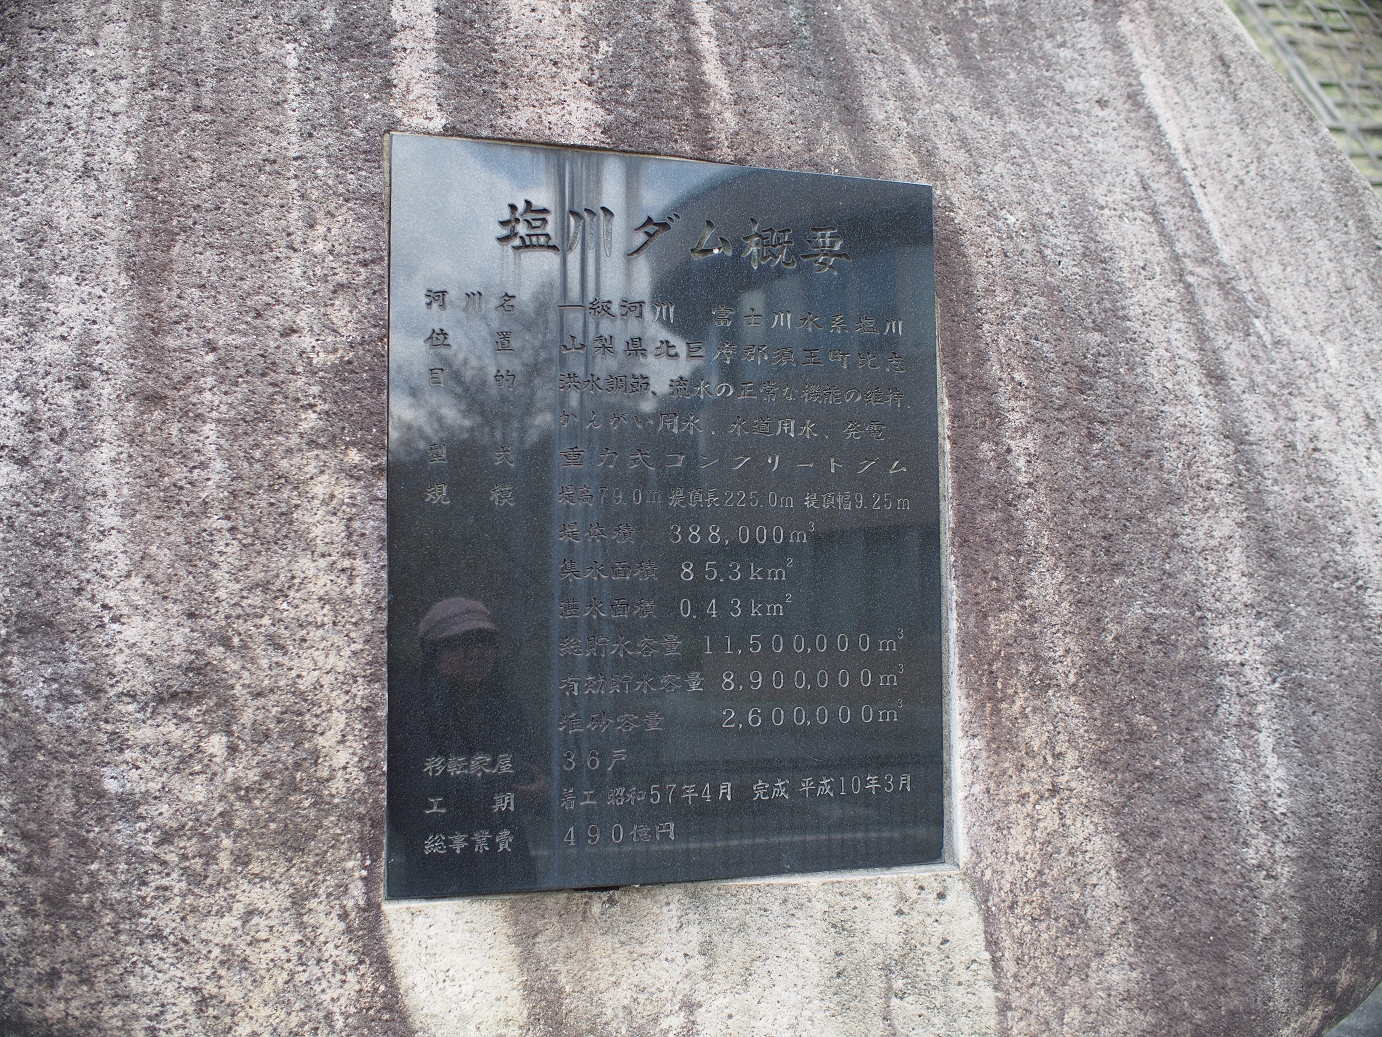 塩川ダム概要
河川名 一級河川 富士川水系塩川
位置 山梨県北巨摩郡須玉町比志
目的 洪水調節、流水の正常な機能の維持、
かんがい用水、水道用水、発電
型式 重力式コンクリートダム
規模 堤高79.0m 堤頂長225.0m 堤頂幅9.25m
堤体積 388,000m³
集水面積 85.3km²
湛水面積 0.43km²
総貯水容量 11,500,000m³
有効貯水容量 8,900,000m³
堆砂容量 2,600,000m³
移転家屋 36戸
工期 着工 昭和57年4月 完成 平成10年3月
総事業費 490億円